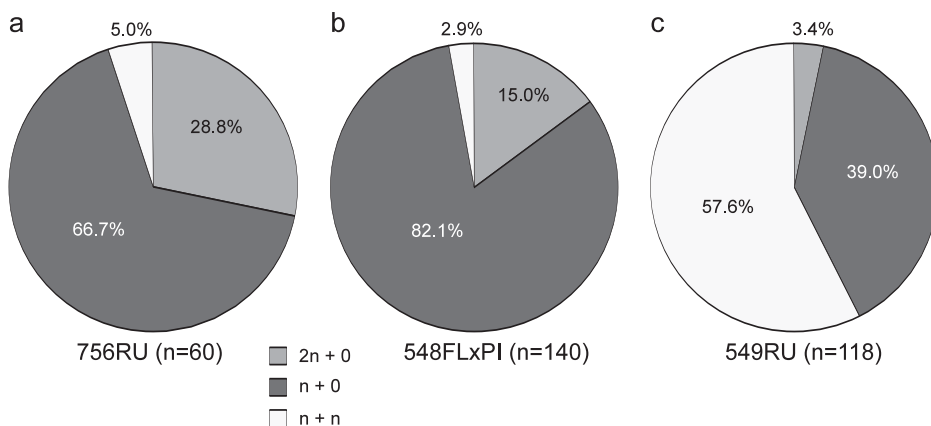 a
5.0%
28.8%
66.7%
756RU (n=60)
b
2.9%
15.0%
82.1%
548FLxPI (n=140)
c
3.4%
39.0%
57.6%
549RU (n=118)
2n + 0
n + 0
n + n